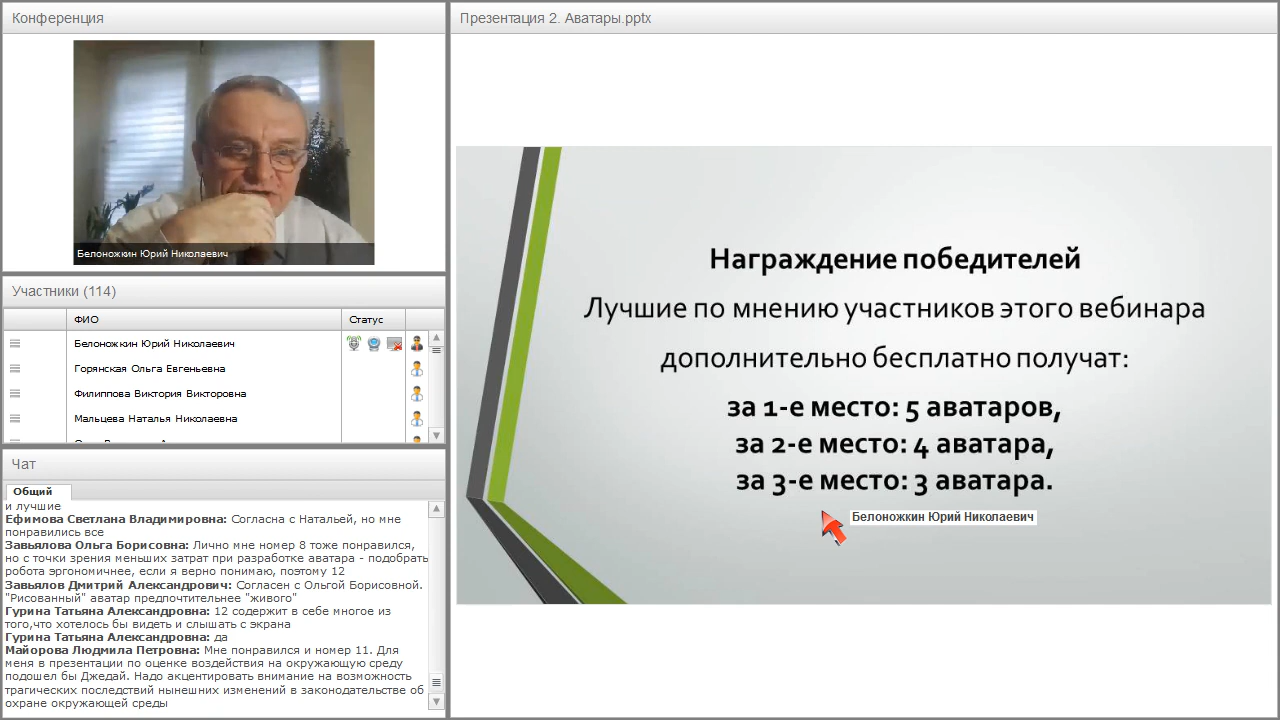 Конференция
Белоножкин Юрий Николаевич
Участники (114)
ФИО
Статус
Белоножкин Юрий Николаевич
Горянская Ольга Евгеньевна
Филиппова Виктория Викторовна
Мальцева Наталья Николаевна
Чат
Общий
и лучшие
Ефимова Светлана Владимировна: Согласна с Натальей, но мне
понравились все
Завьялова Ольга Борисовна: Лично мне номер 8 тоже понравился,
но с точки зрения меньших затрат при разработке аватара - подобрать
робота эргономичнее, если я верно понимаю, поэтому 12
Завьялов Дмитрий Александрович: Согласен с Ольгой Борисовной.
"Рисованный" аватар предпочтительнее "живого"
Гурина Татьяна Александровна: 12 содержит в себе многое из
того,что хотелось бы видеть и слышать с экрана
Гурина Татьяна Александровна: да
Майорова Людмила Петровна: Мне понравился и номер 11. Для
меня в презентации по оценке воздействия на окружающую среду
подошел бы Джедай. Надо акцентировать внимание на возможность
трагических последствий нынешних изменений в законодательстве об
охране окружающей среды
Презентация 2. Аватары.pptx
Награждение победителей
Лучшие по мнению участников этого вебинара
дополнительно бесплатно получат:
за 1-е место: 5 аватаров,
за 2-е место: 4 аватара,
за 3-е место: 3 аватара.
Белоножкин Юрий Николаевич